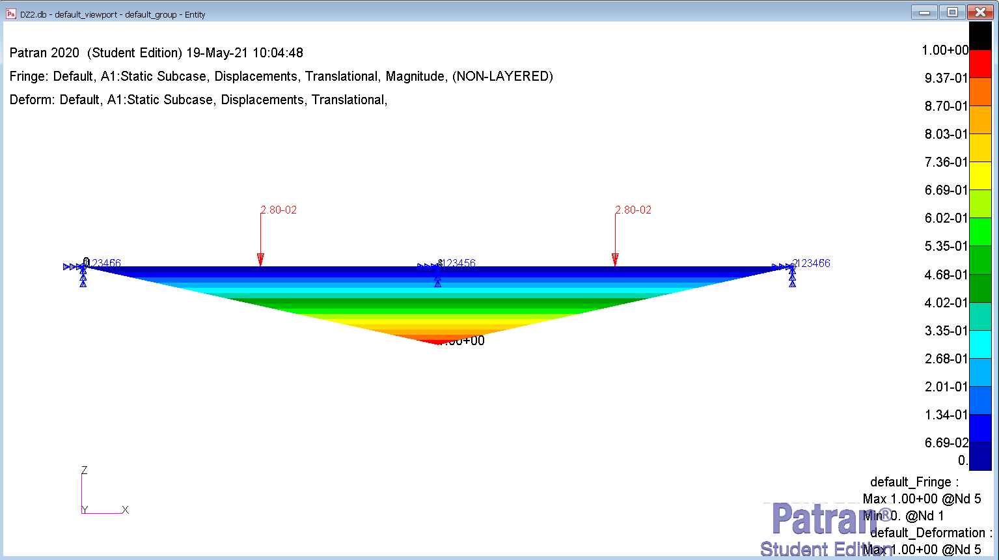 DZ2.db - default_viewport - default_group - Entity
Patran 2020 (Student Edition) 19-May-21 10:04:48
Fringe: Default, A1:Static Subcase, Displacements, Translational, Magnitude, (NON-LAYERED)
Deform: Default, A1:Static Subcase, Displacements, Translational,
1.00+00
9.37-01
8.70-01
8.03-01
7.36-01
6.69-01
6.02-01
5.35-01
4.68-01
4.02-01
3.35-01
2.68-01
2.01-01
1.34-01
6.69-02
0.
2.80-02 2.80-02
123456 123456 123456
.00+00
Z
Y X
default_Fringe :
Max 1.00+00 @Nd 5
Min 0. @Nd 1
default_Deformation :
Max 1.00+00 @Nd 5
Patran®
Student Edition